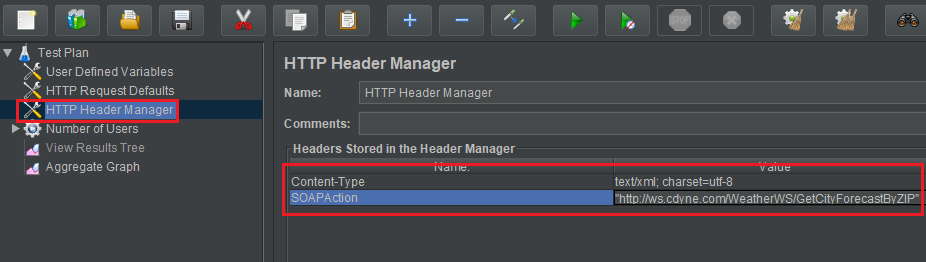 STOP
Test Plan
User Defined Variables
HTTP Request Defaults
HTTP Header Manager
Number of Users
View Results Tree
Aggregate Graph
HTTP Header Manager
Name: HTTP Header Manager
Comments:
Headers Stored in the Header Manager
Name: Value
Content-Type text/xml; charset=utf-8
SOAPAction "http://ws.cdyne.com/WeatherWS/GetCityForecastByZIP"